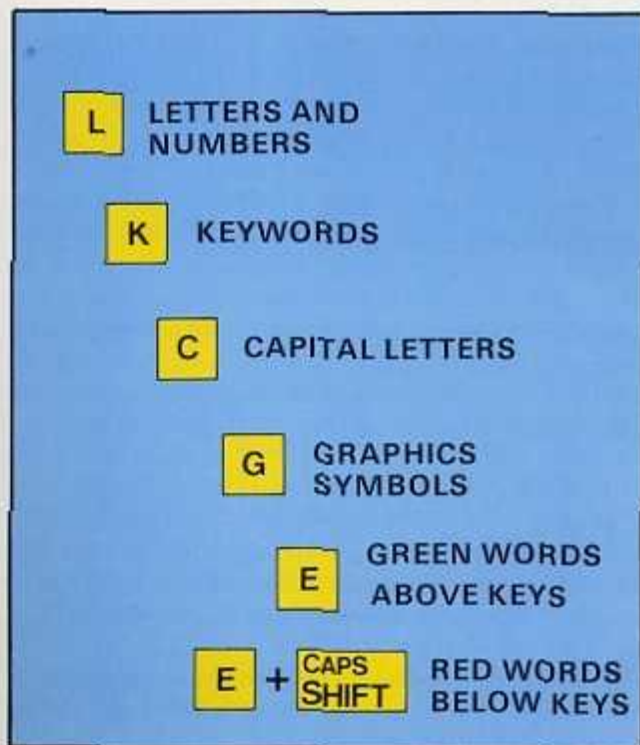 L LETTERS AND
NUMBERS
K KEYWORDS
C CAPITAL LETTERS
G GRAPHICS
SYMBOLS
E GREEN WORDS
ABOVE KEYS
E + CAPS
SHIFT RED WORDS
BELOW KEYS